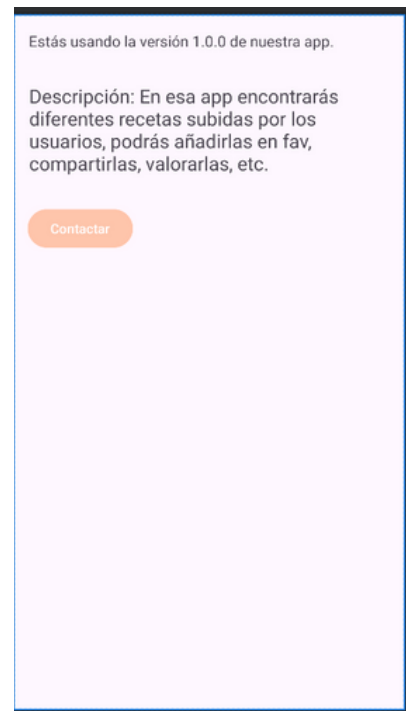 Estás usando la versión 1.0.0 de nuestra app.
Descripción: En esa app encontrarás
diferentes recetas subidas por los
usuarios, podrás añadirlas en fav,
compartirlas, valorarlas, etc.
Contactar